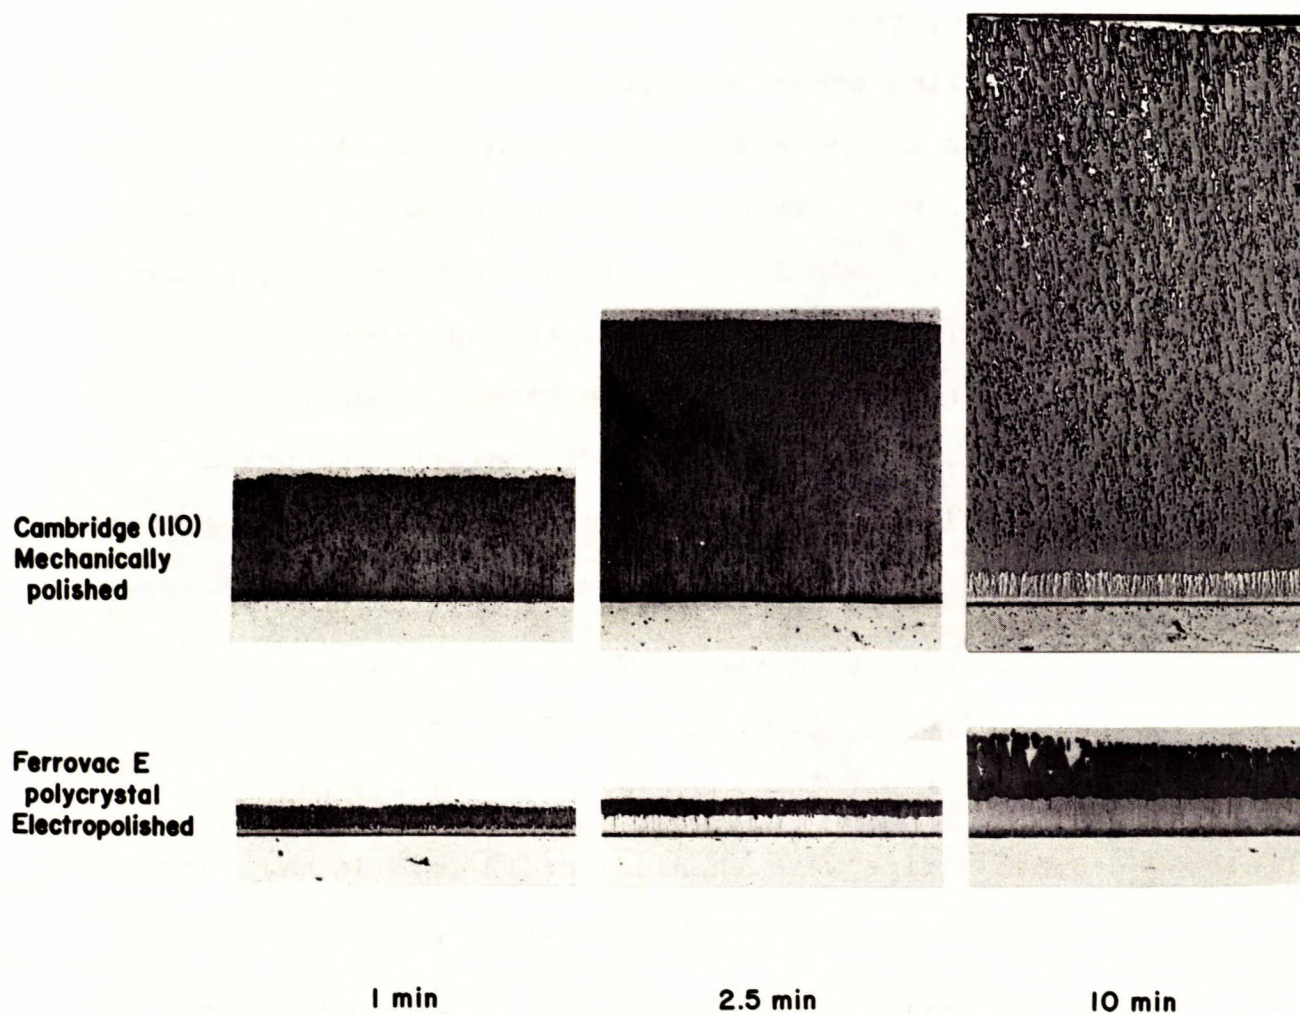 Cambridge (110)
Mechanically
polished
Ferrovac E
polycrystal
Electropolished
1 min
2.5 min
10 min